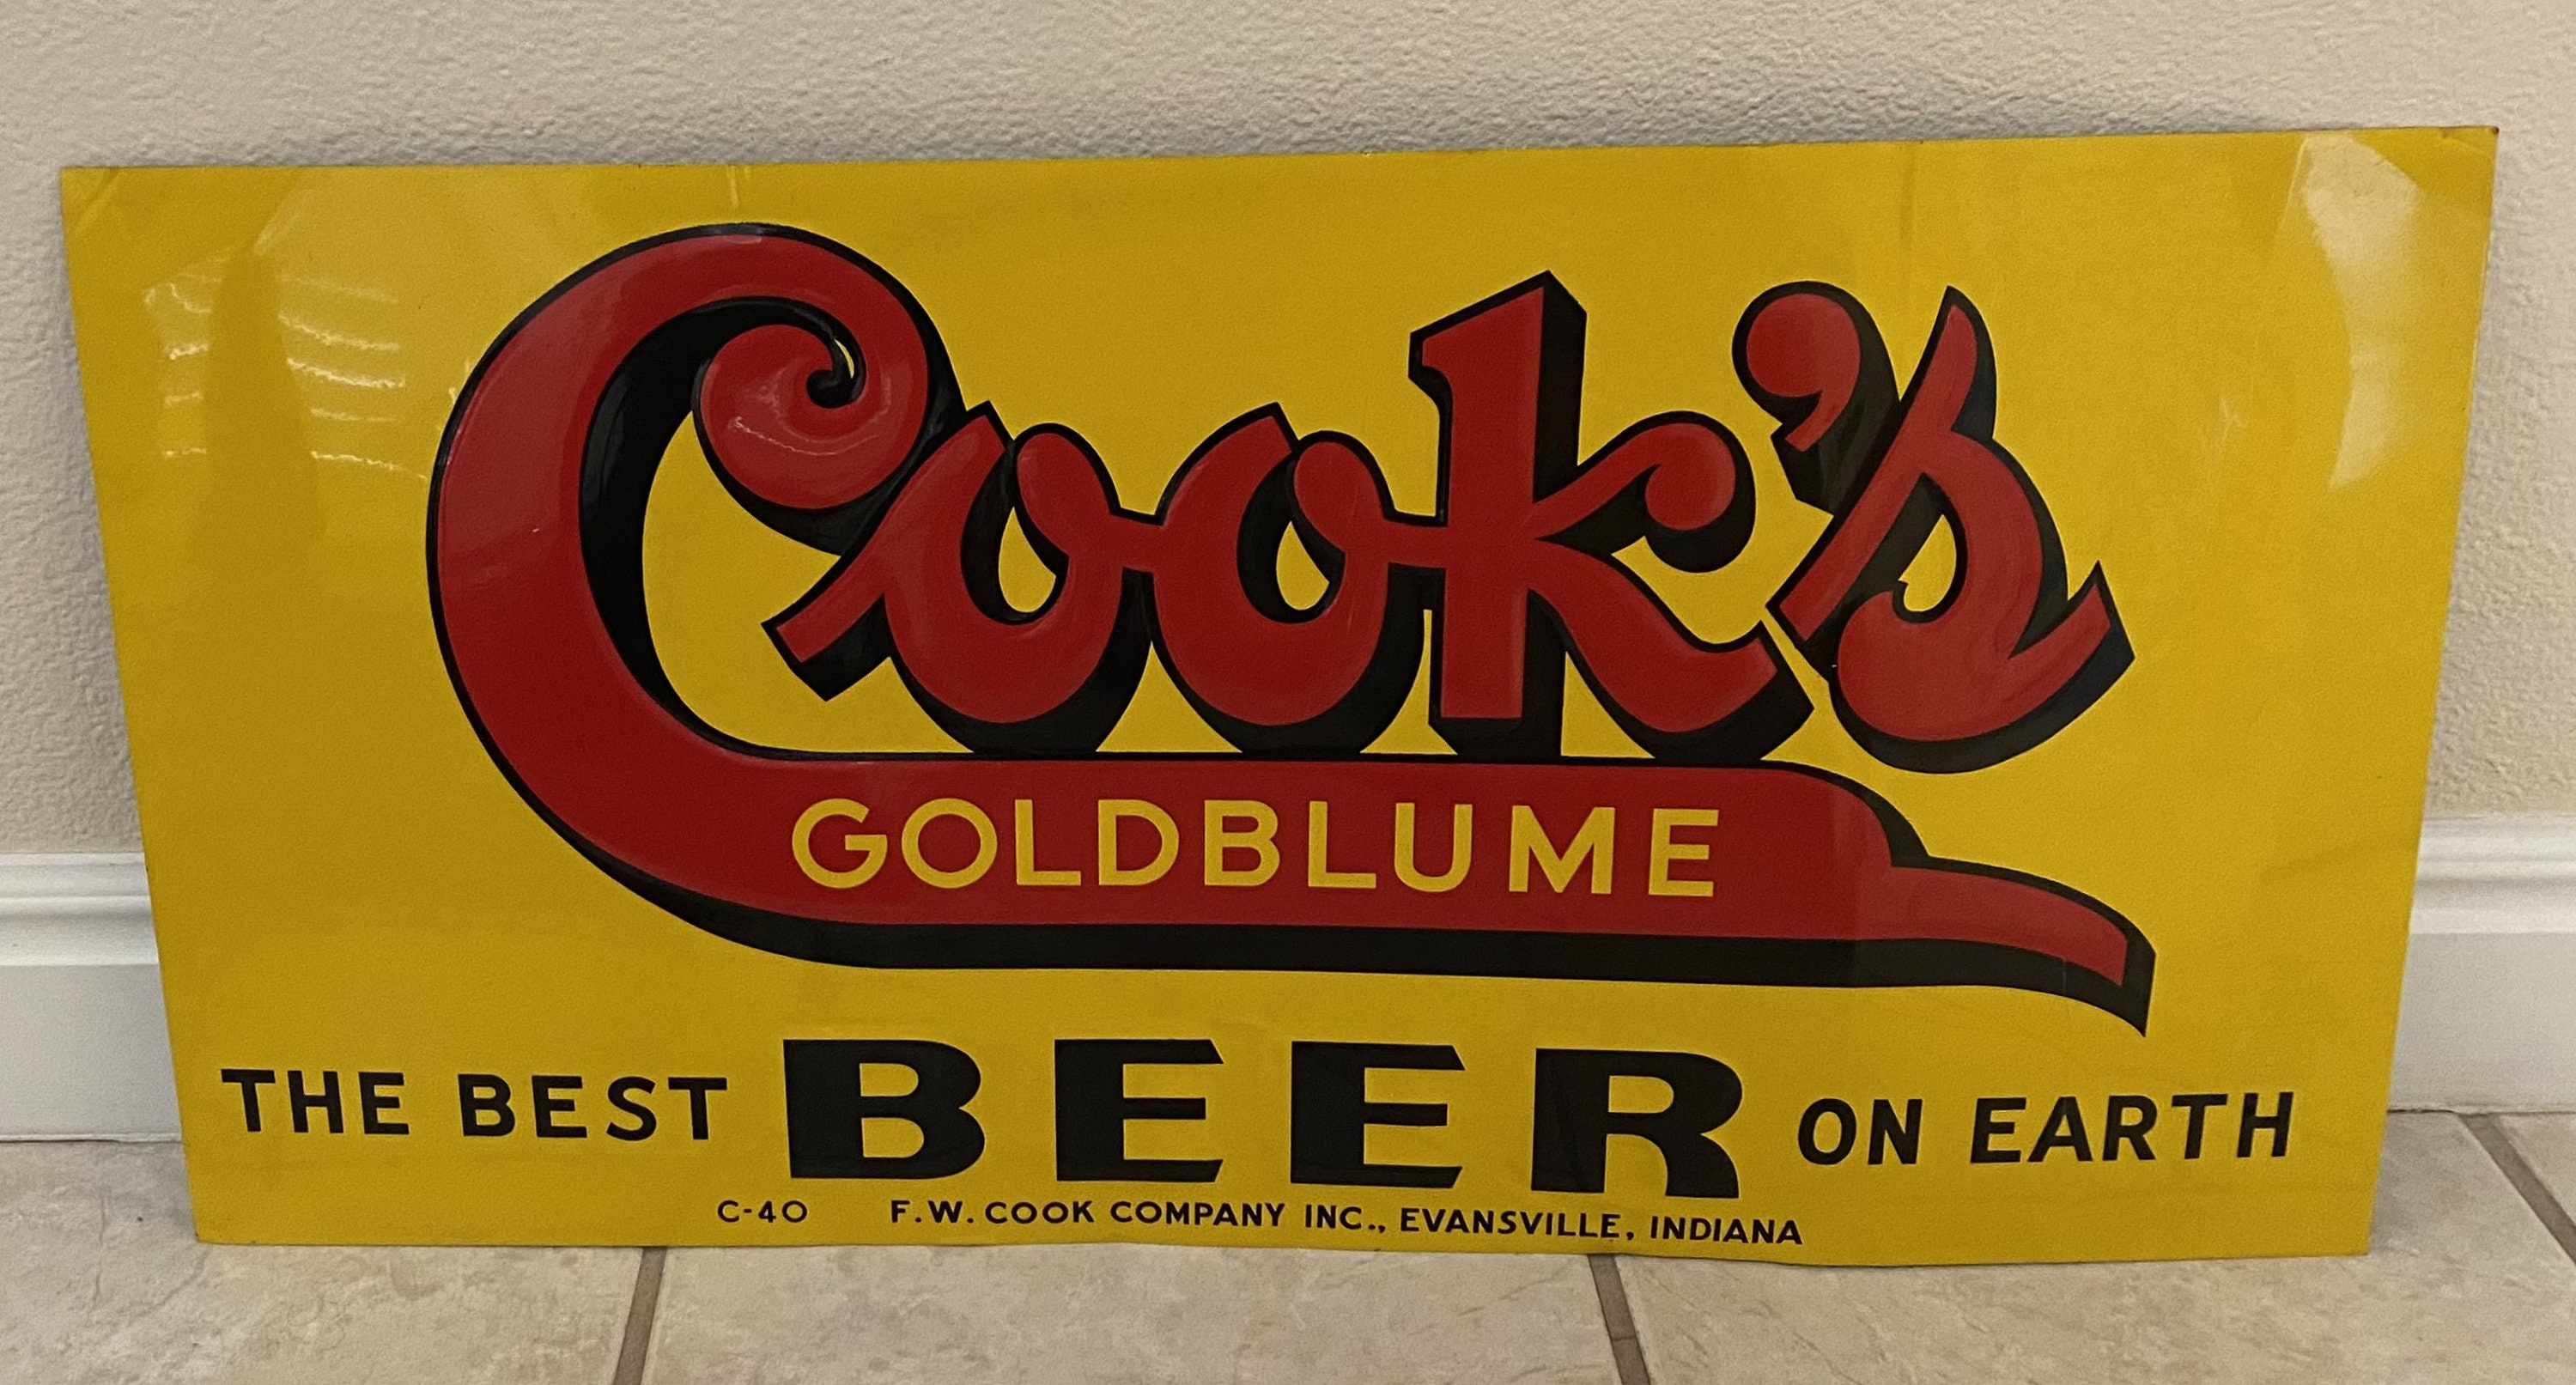 Cook's
GOLDBLUME
THE BEST BEER ON EARTH
C-40 F.W. COOK COMPANY INC., EVANSVILLE, INDIANA